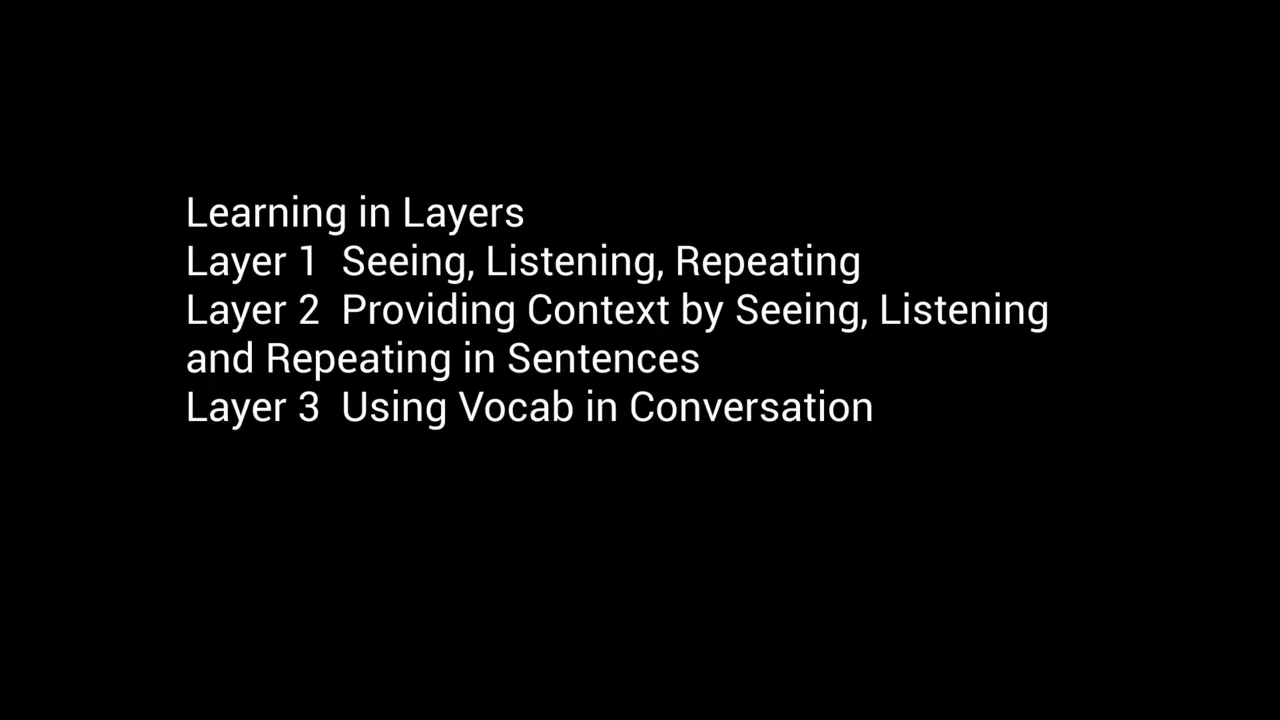 Learning in Layers
Layer 1  Seeing, Listening, Repeating
Layer 2  Providing Context by Seeing, Listening
and Repeating in Sentences
Layer 3  Using Vocab in Conversation